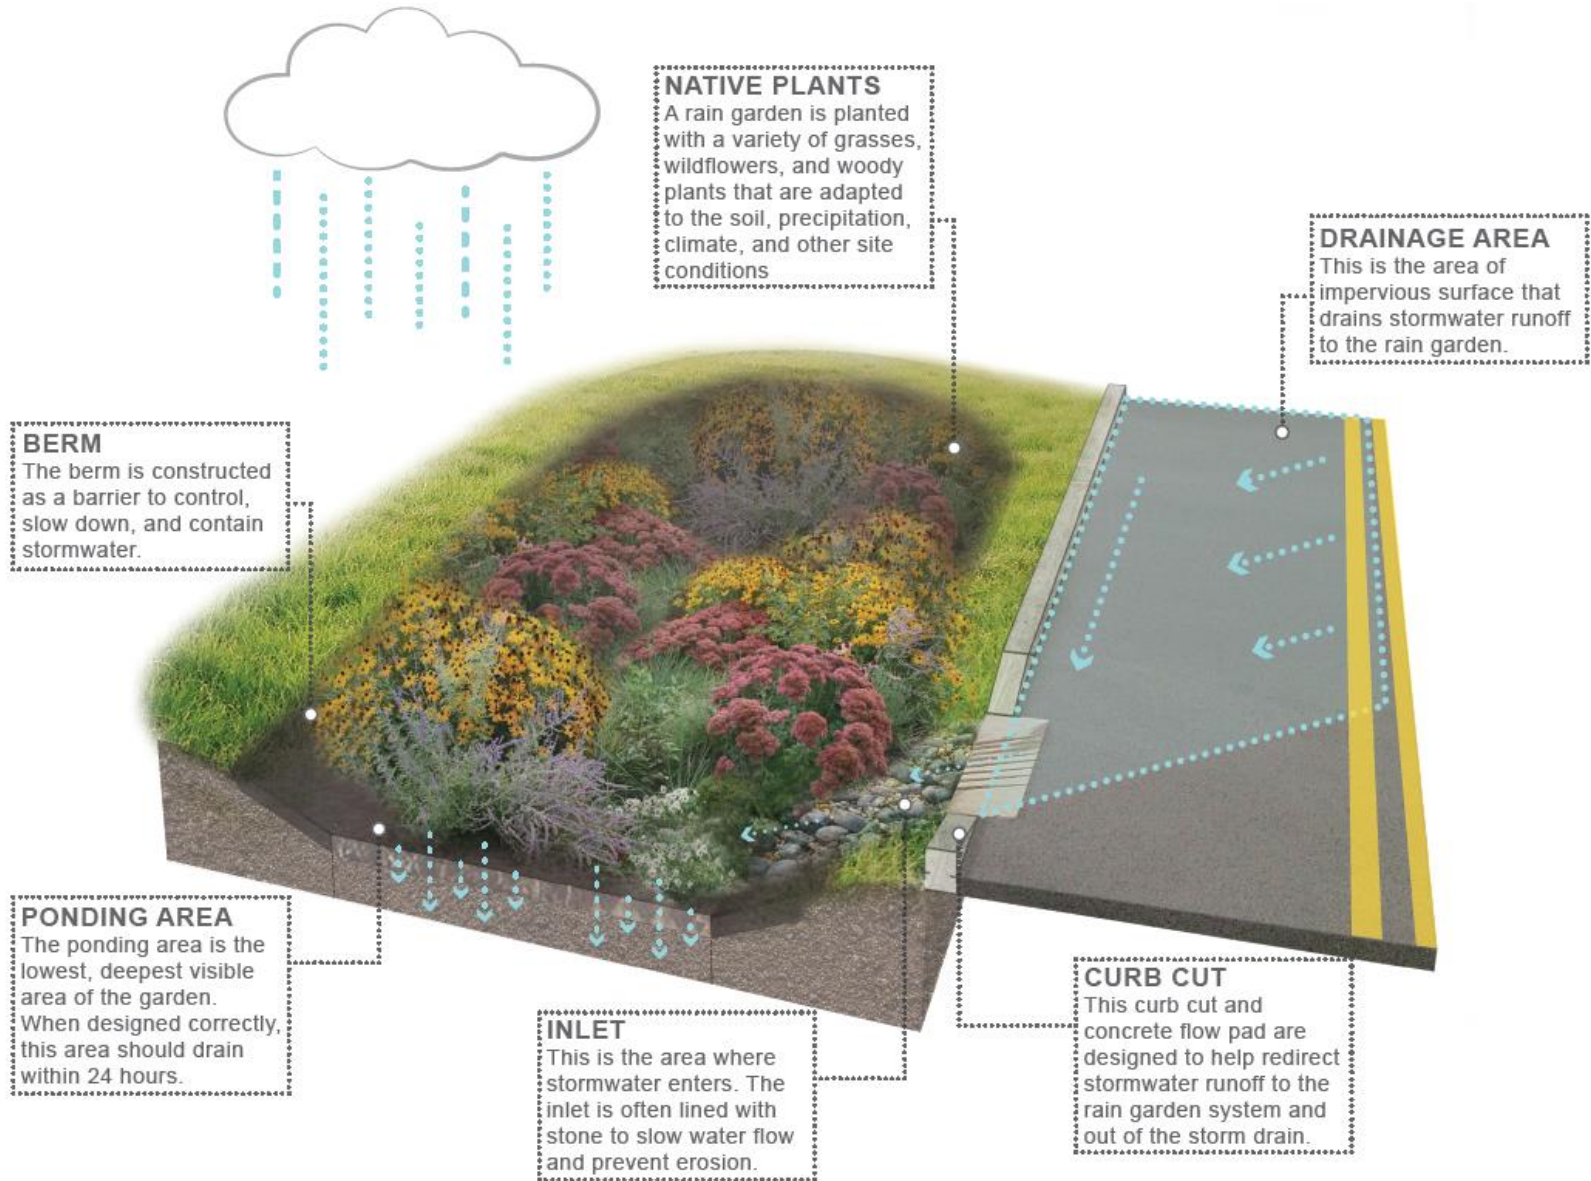 NATIVE PLANTS
A rain garden is planted
with a variety of grasses,
wildflowers, and woody
plants that are adapted
to the soil, precipitation,
climate, and other site
conditions
DRAINAGE AREA
This is the area of
impervious surface that
drains stormwater runoff
to the rain garden.
BERM
The berm is constructed
as a barrier to control,
slow down, and contain
stormwater.
PONDING AREA
The ponding area is the
lowest, deepest visible
area of the garden.
When designed correctly,
this area should drain
within 24 hours.
INLET
This is the area where
stormwater enters. The
inlet is often lined with
stone to slow water flow
and prevent erosion.
CURB CUT
This curb cut and
concrete flow pad are
designed to help redirect
stormwater runoff to the
rain garden system and
out of the storm drain.